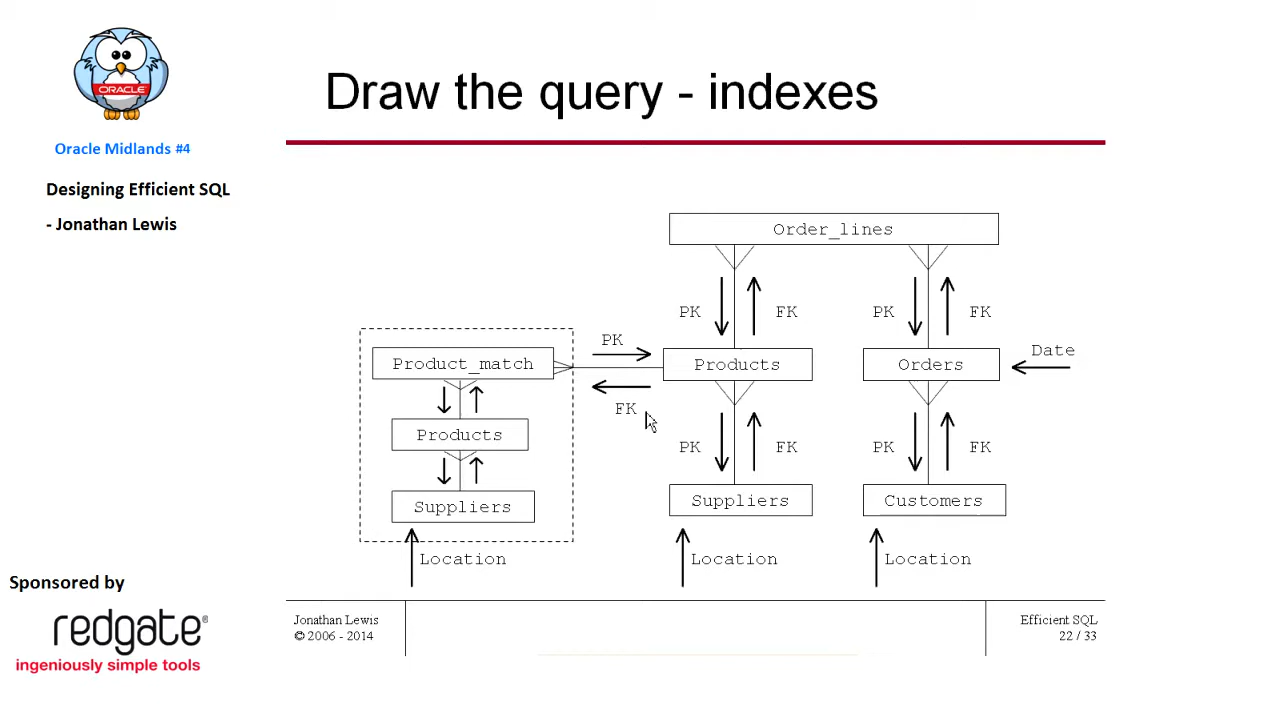 ORACLE
Oracle Midlands #4
Designing Efficient SQL
- Jonathan Lewis
Draw the query - indexes
Order_lines
PK
FK
PK
FK
Product_match
PK
FK
Products
Orders
Date
Products
Suppliers
PK
FK
PK
FK
Suppliers
Customers
Location
Location
Location
Sponsored by
redgate®
ingeniously simple tools
Jonathan Lewis
© 2006 - 2014
Efficient SQL
22 / 33